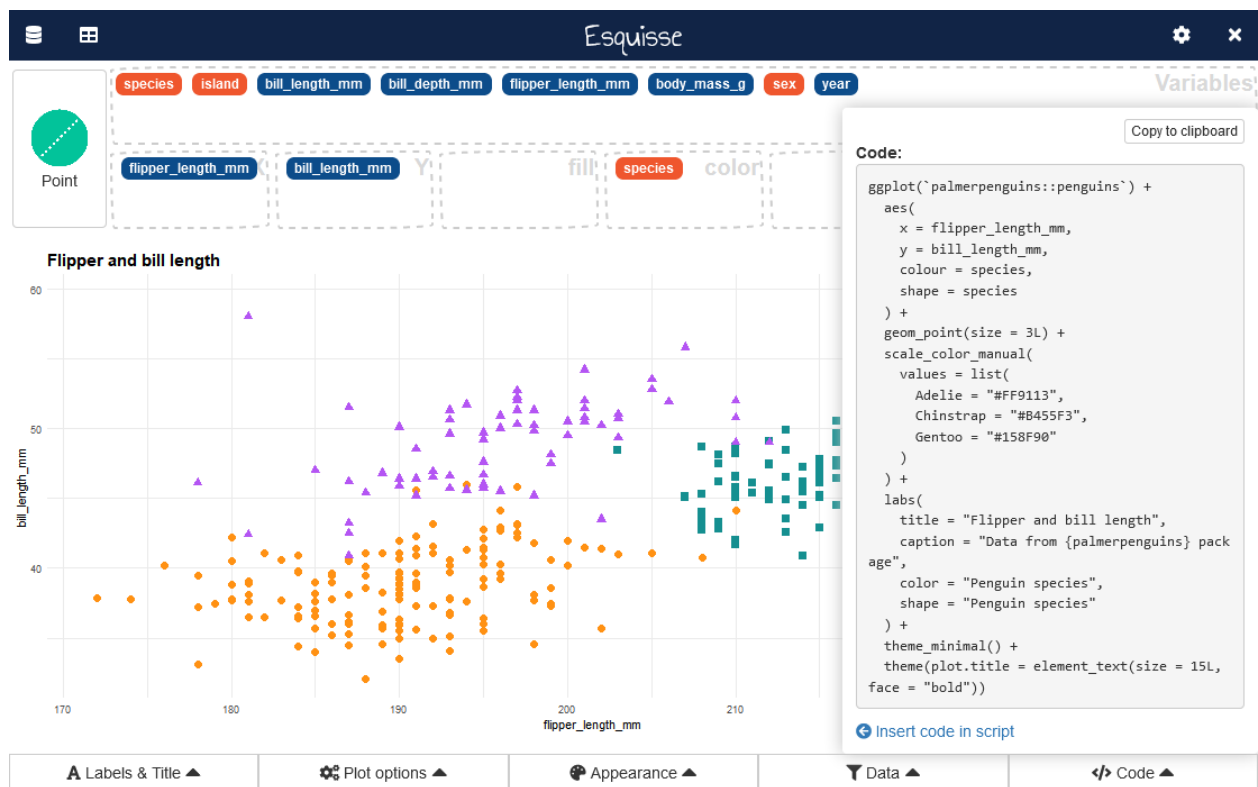 Esquisse
species island bill_length_mm bill_depth_mm flipper_length_mm body_mass_g sex year Variables
Point
flipper_length_mm X bill_length_mm Y fill species color
Copy to clipboard
Code:
ggplot(`palmerpenguins::penguins`) +
  aes(
    x = flipper_length_mm,
    y = bill_length_mm,
    colour = species,
    shape = species
  ) +
  geom_point(size = 3L) +
  scale_color_manual(
    values = list(
      Adelie = "#FF9113",
      Chinstrap = "#B455F3",
      Gentoo = "#158F90"
    )
  ) +
  labs(
    title = "Flipper and bill length",
    caption = "Data from {palmerpenguins} pack
age",
    color = "Penguin species",
    shape = "Penguin species"
  ) +
  theme_minimal() +
  theme(plot.title = element_text(size = 15L,
face = "bold"))
Insert code in script
Flipper and bill length
60
50
40
bill_length_mm
170 180 190 200 210
flipper_length_mm
Labels & Title Plot options Appearance Data Code